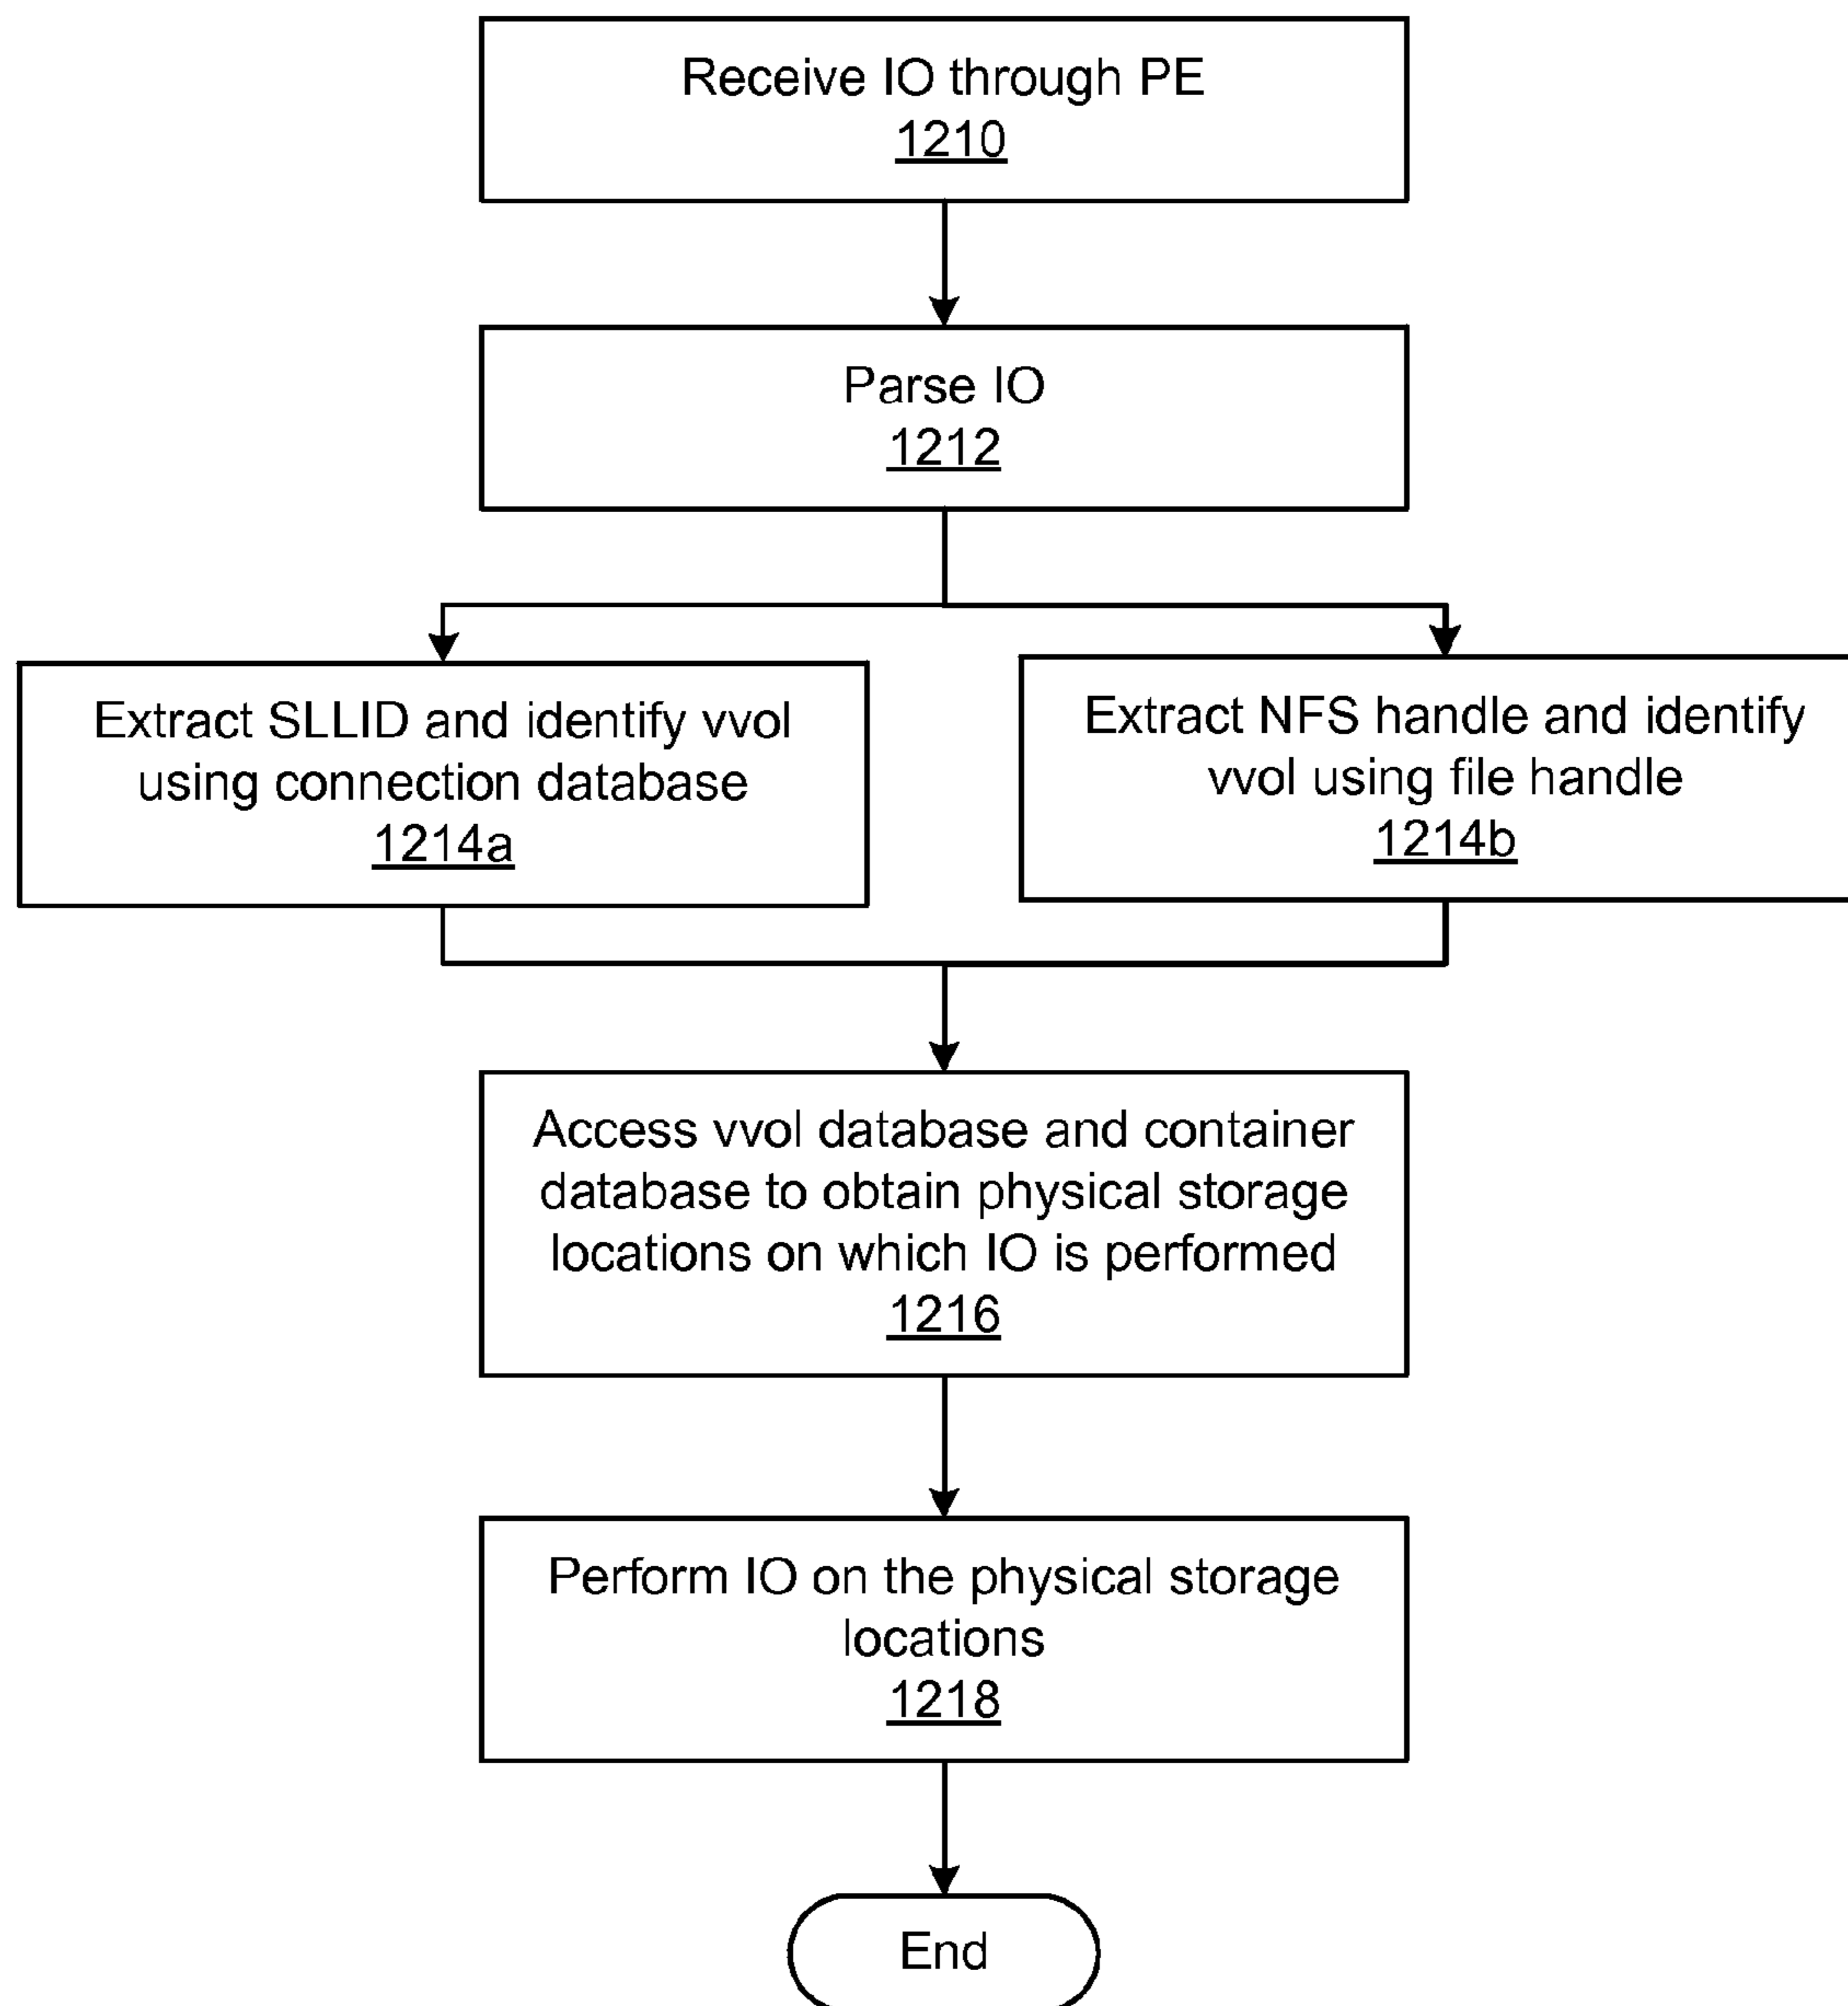 Receive IO through PE
1210
Parse IO
1212
Extract SLLID and identify vvol
using connection database
1214a
Extract NFS handle and identify
vvol using file handle
1214b
Access vvol database and container
database to obtain physical storage
locations on which IO is performed
1216
Perform IO on the physical storage
locations
1218
End